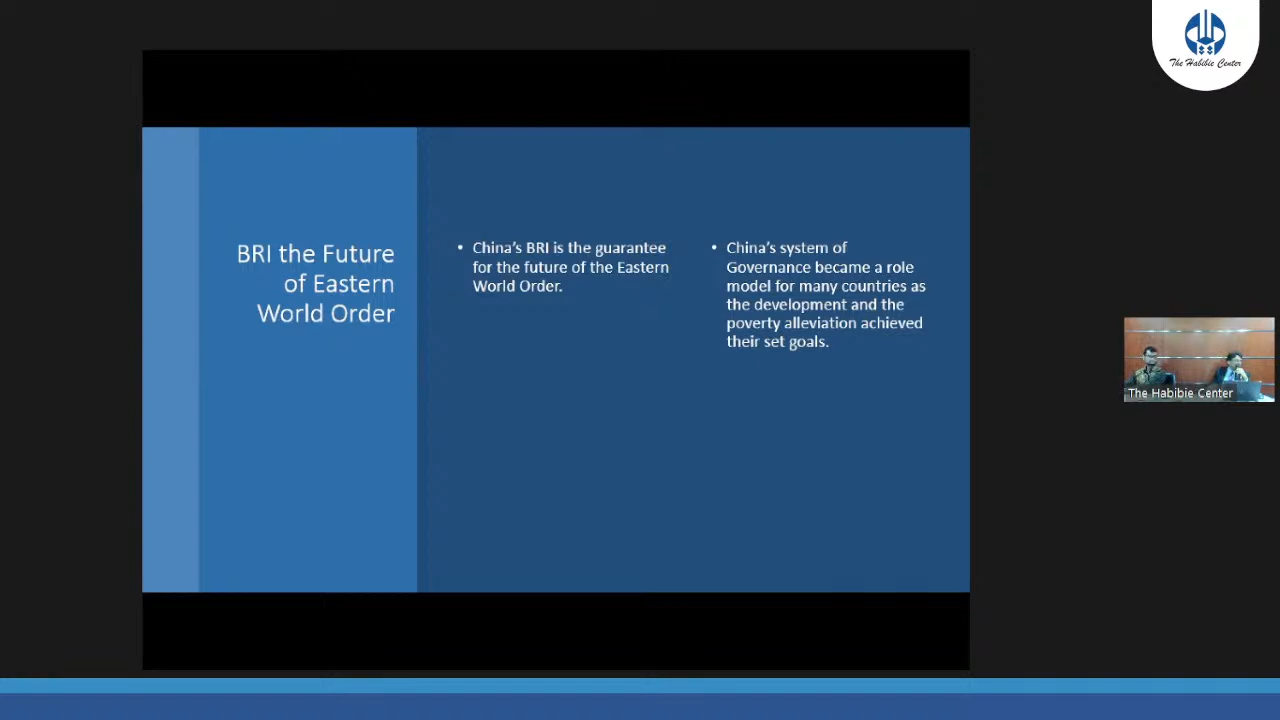 The Habibie Center
BRI the Future
of Eastern
World Order
• China's BRI is the guarantee
for the future of the Eastern
World Order.
• China's system of
Governance became a role
model for many countries as
the development and the
poverty alleviation achieved
their set goals.
The Habibie Center